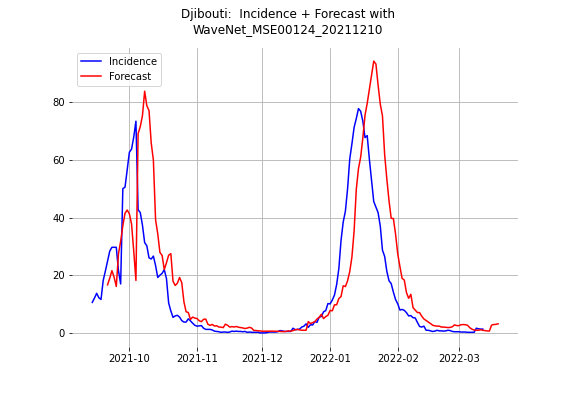 Djibouti:  Incidence + Forecast with
WaveNet_MSE00124_20211210
Incidence
Forecast
80
60
40
20
0
2021-10
2021-11
2021-12
2022-01
2022-02
2022-03